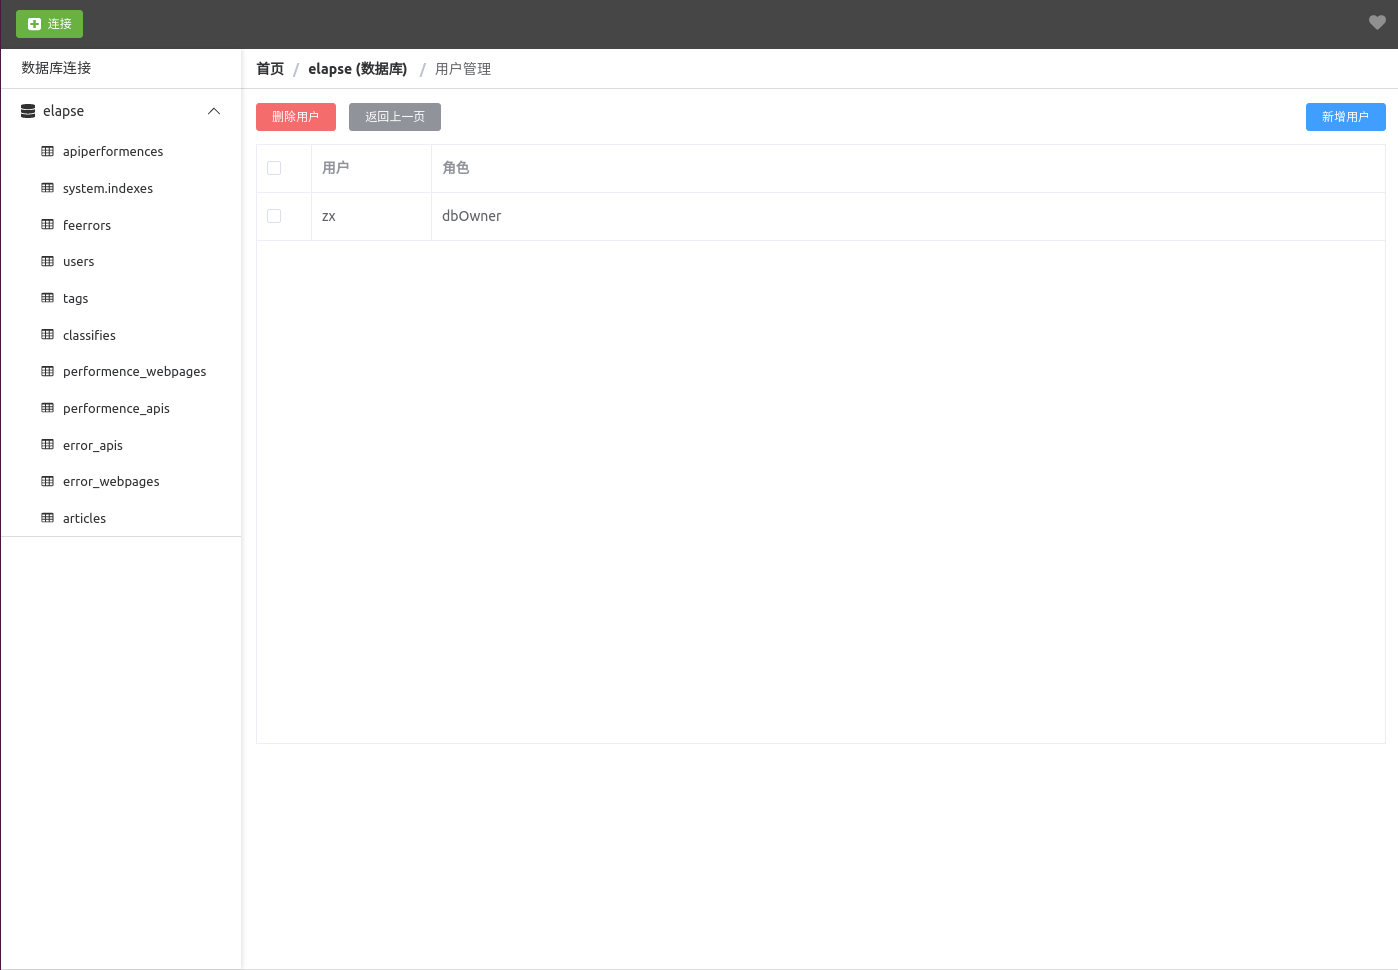 连接
数据库连接
elapse
apiperformences
system.indexes
feerrors
users
tags
classifies
performence_webpages
performence_apis
error_apis
error_webpages
articles
首页 / elapse (数据库) / 用户管理
删除用户 返回上一页 新增用户
用户 角色
zx dbOwner